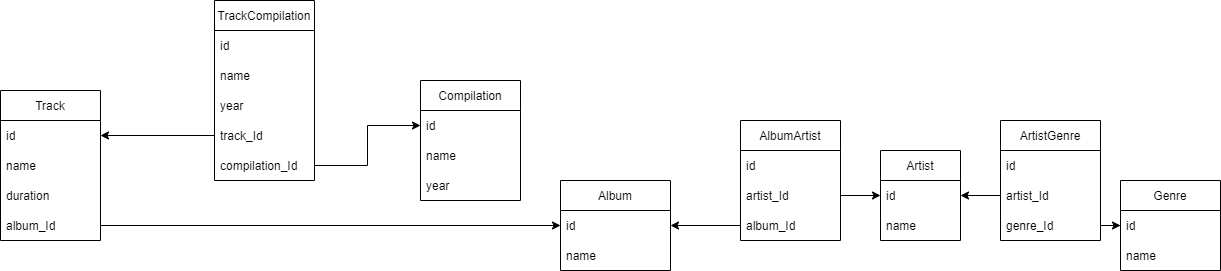 TrackCompilation
id
name
year
track_Id
compilation_Id
Track
id
name
duration
album_Id
Compilation
id
name
year
Album
id
name
AlbumArtist
id
artist_Id
album_Id
Artist
id
name
ArtistGenre
id
artist_Id
genre_Id
Genre
id
name